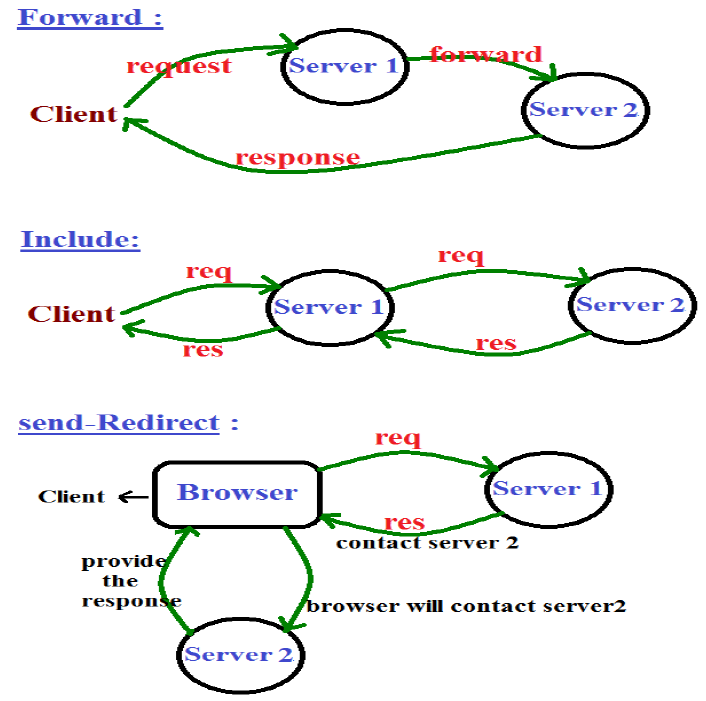 Forward :
request
Server 1
forward
Client
Server 2
response
Include:
req
req
Client
Server 1
Server 2
res
res
send-Redirect :
req
Client
Browser
Server 1
res
contact server 2
provide
the
response
browser will contact server2
Server 2